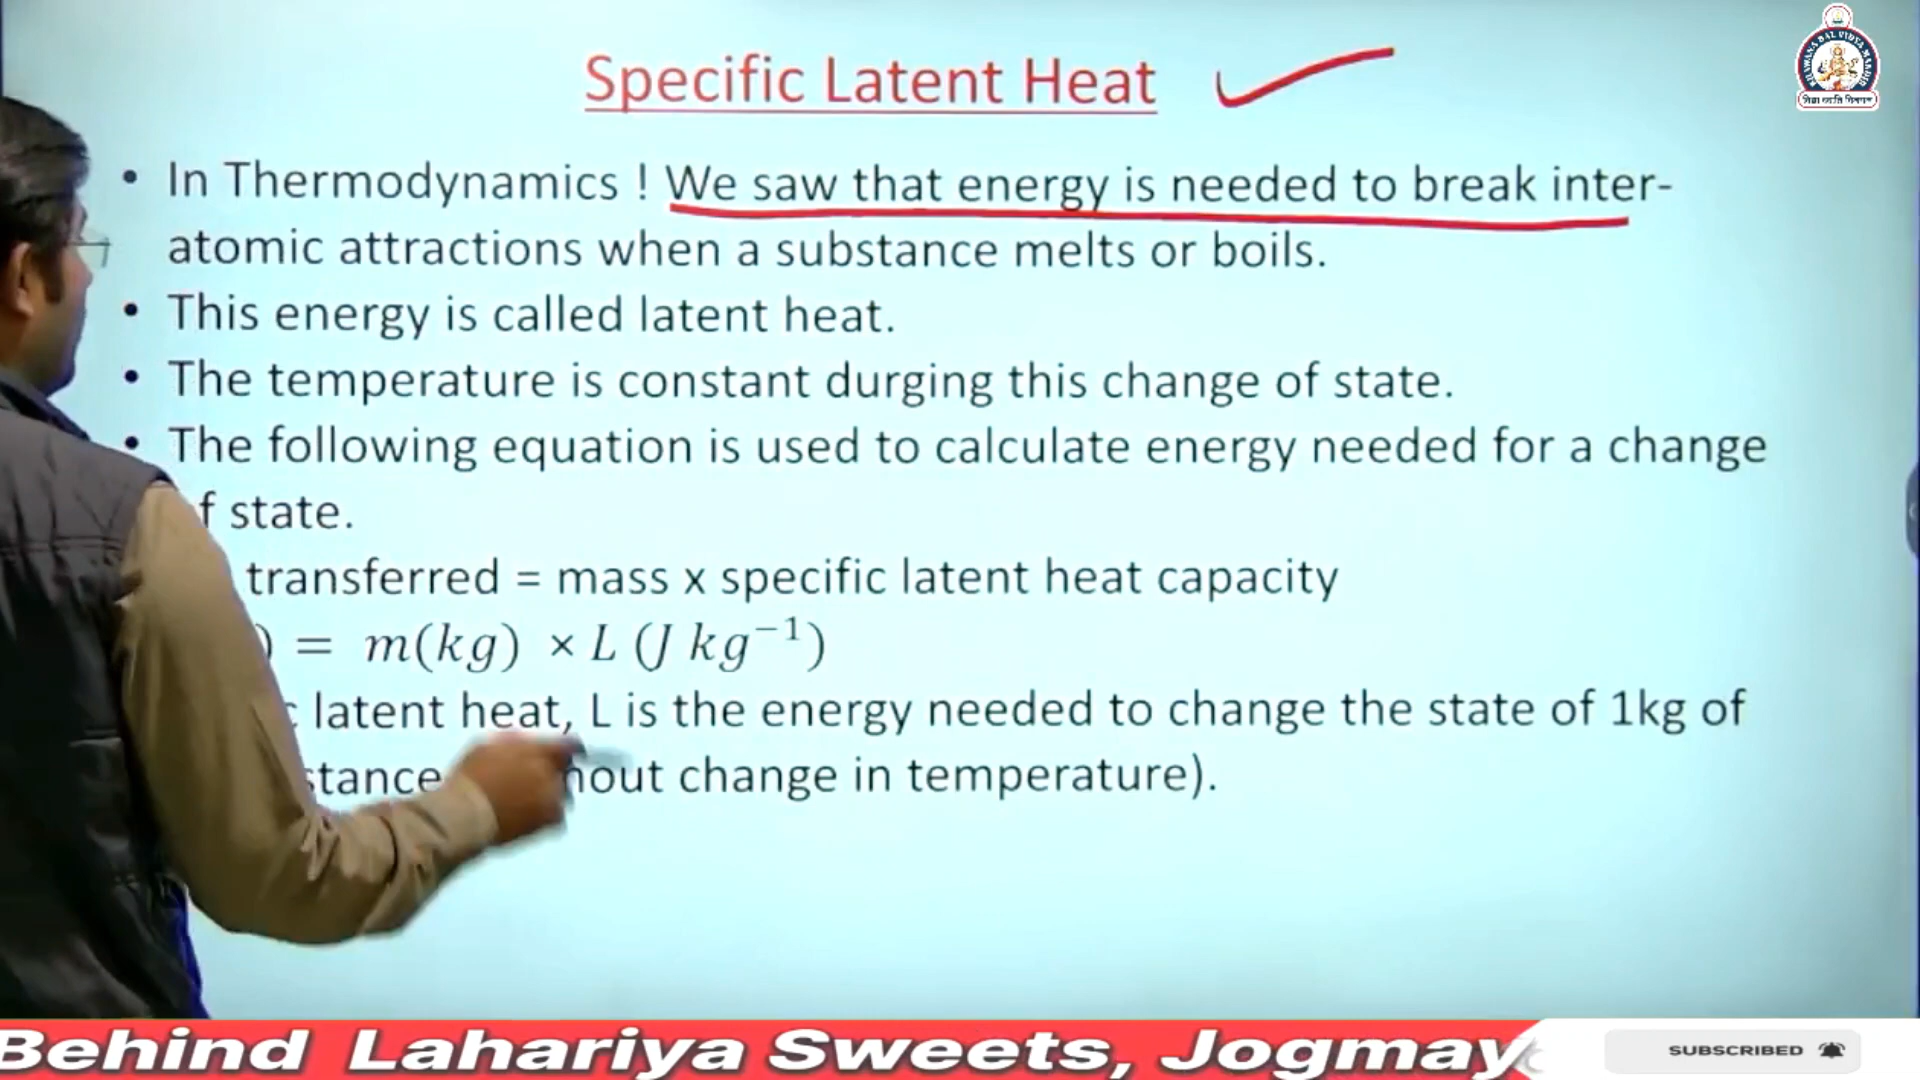 Specific Latent Heat
• In Thermodynamics ! We saw that energy is needed to break inter-
atomic attractions when a substance melts or boils.
• This energy is called latent heat.
• The temperature is constant durging this change of state.
• The following equation is used to calculate energy needed for a change
f state.
transferred = mass x specific latent heat capacity
) = m(kg) × L (J kg⁻¹)
latent heat, L is the energy needed to change the state of 1kg of
stance hout change in temperature).
Behind Lahariya Sweets, Jogmaya
SUBSCRIBED